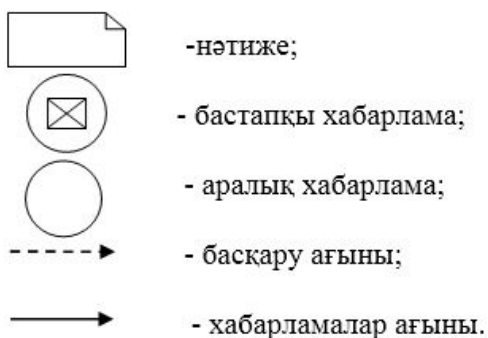 -нәтиже;
- бастапқы хабарлама;
- аралық хабарлама;
- басқару ағыны;
- хабарламалар ағыны.